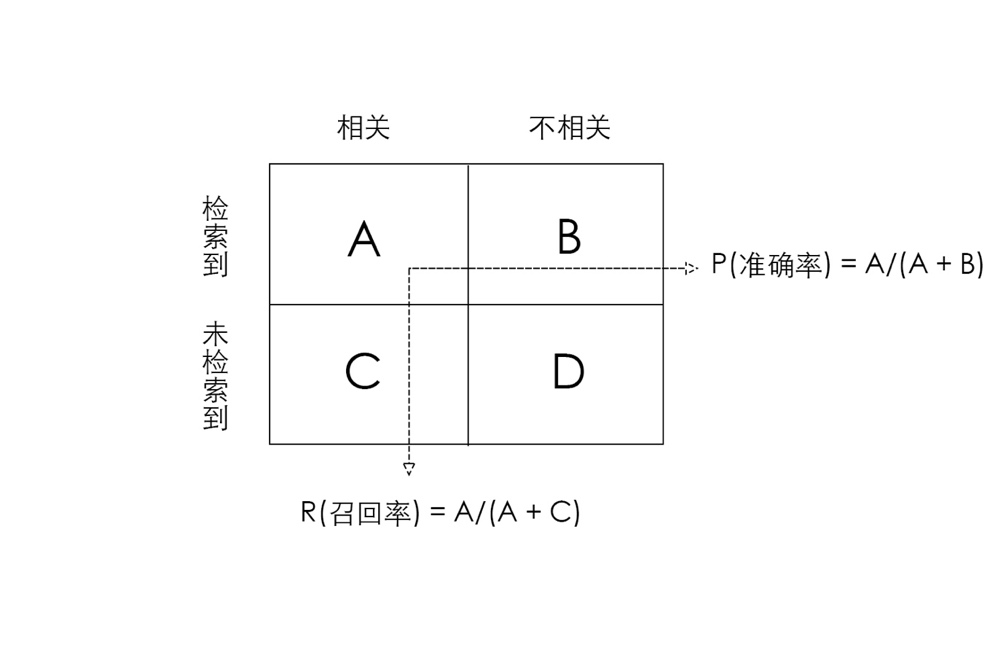 相关 不相关
检索到
A B
P(准确率) = A/(A + B)
未检索到
C D
R(召回率) = A/(A + C)